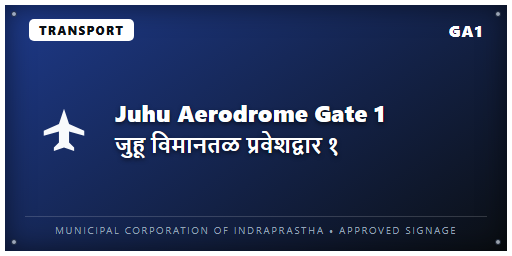 TRANSPORT
GA1
Juhu Aerodrome Gate 1
जुहू विमानतळ प्रवेशद्वार १
MUNICIPAL CORPORATION OF INDRAPRASTHA • APPROVED SIGNAGE